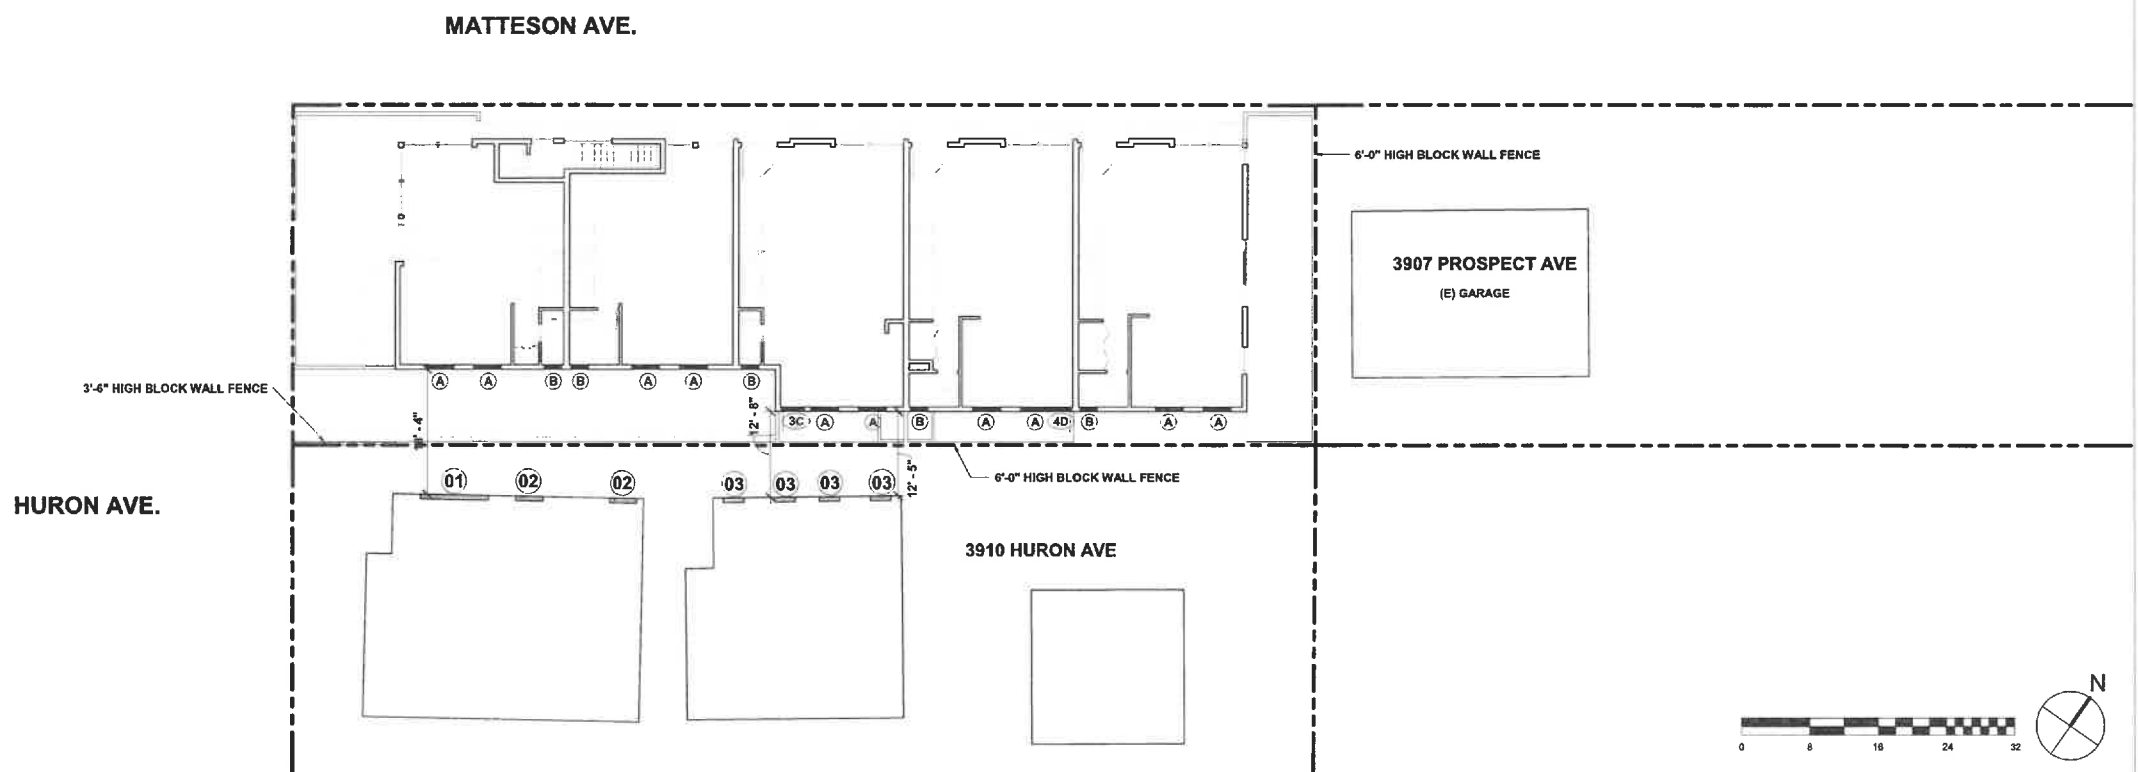 MATTESON AVE.
6'-0" HIGH BLOCK WALL FENCE
3907 PROSPECT AVE
(E) GARAGE
3'-6" HIGH BLOCK WALL FENCE
A A B B A A B
12' - 8"
3C A A B A A 4D B A A
6'-0" HIGH BLOCK WALL FENCE
12' - 5"
01 02 02 03 03 03 03
HURON AVE.
3910 HURON AVE
N
0 8 16 24 32